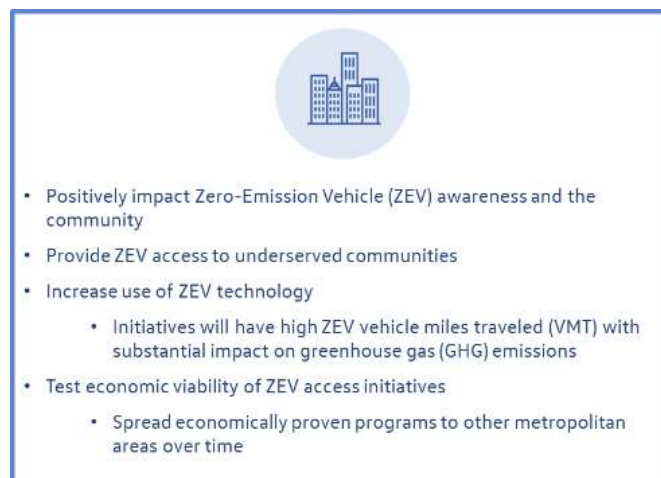 • Positively impact Zero-Emission Vehicle (ZEV) awareness and the
community
• Provide ZEV access to underserved communities
• Increase use of ZEV technology
• Initiatives will have high ZEV vehicle miles traveled (VMT) with
substantial impact on greenhouse gas (GHG) emissions
• Test economic viability of ZEV access initiatives
• Spread economically proven programs to other metropolitan
areas over time